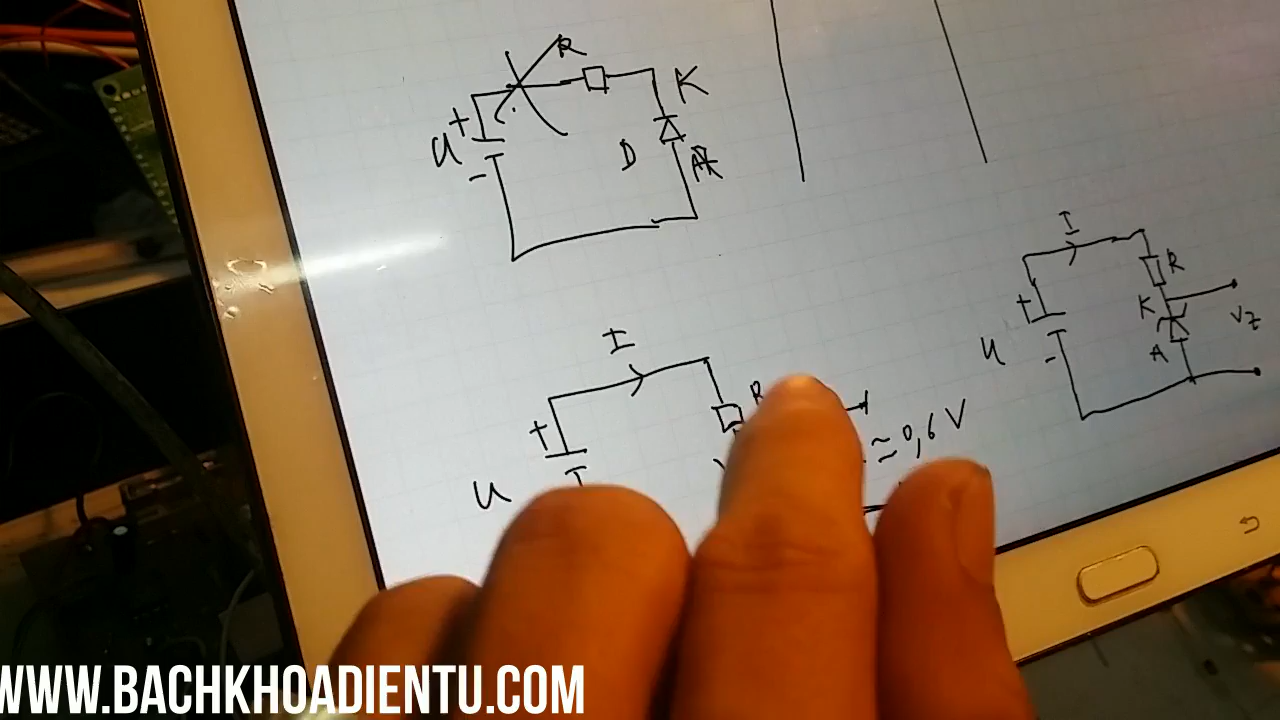 R
K
+
U
-
D
A
I
R
+
U
≈ 0,6 V
I
R
K
+
U
-
A
Vz
WWW.BACHKHOADIENTU.COM